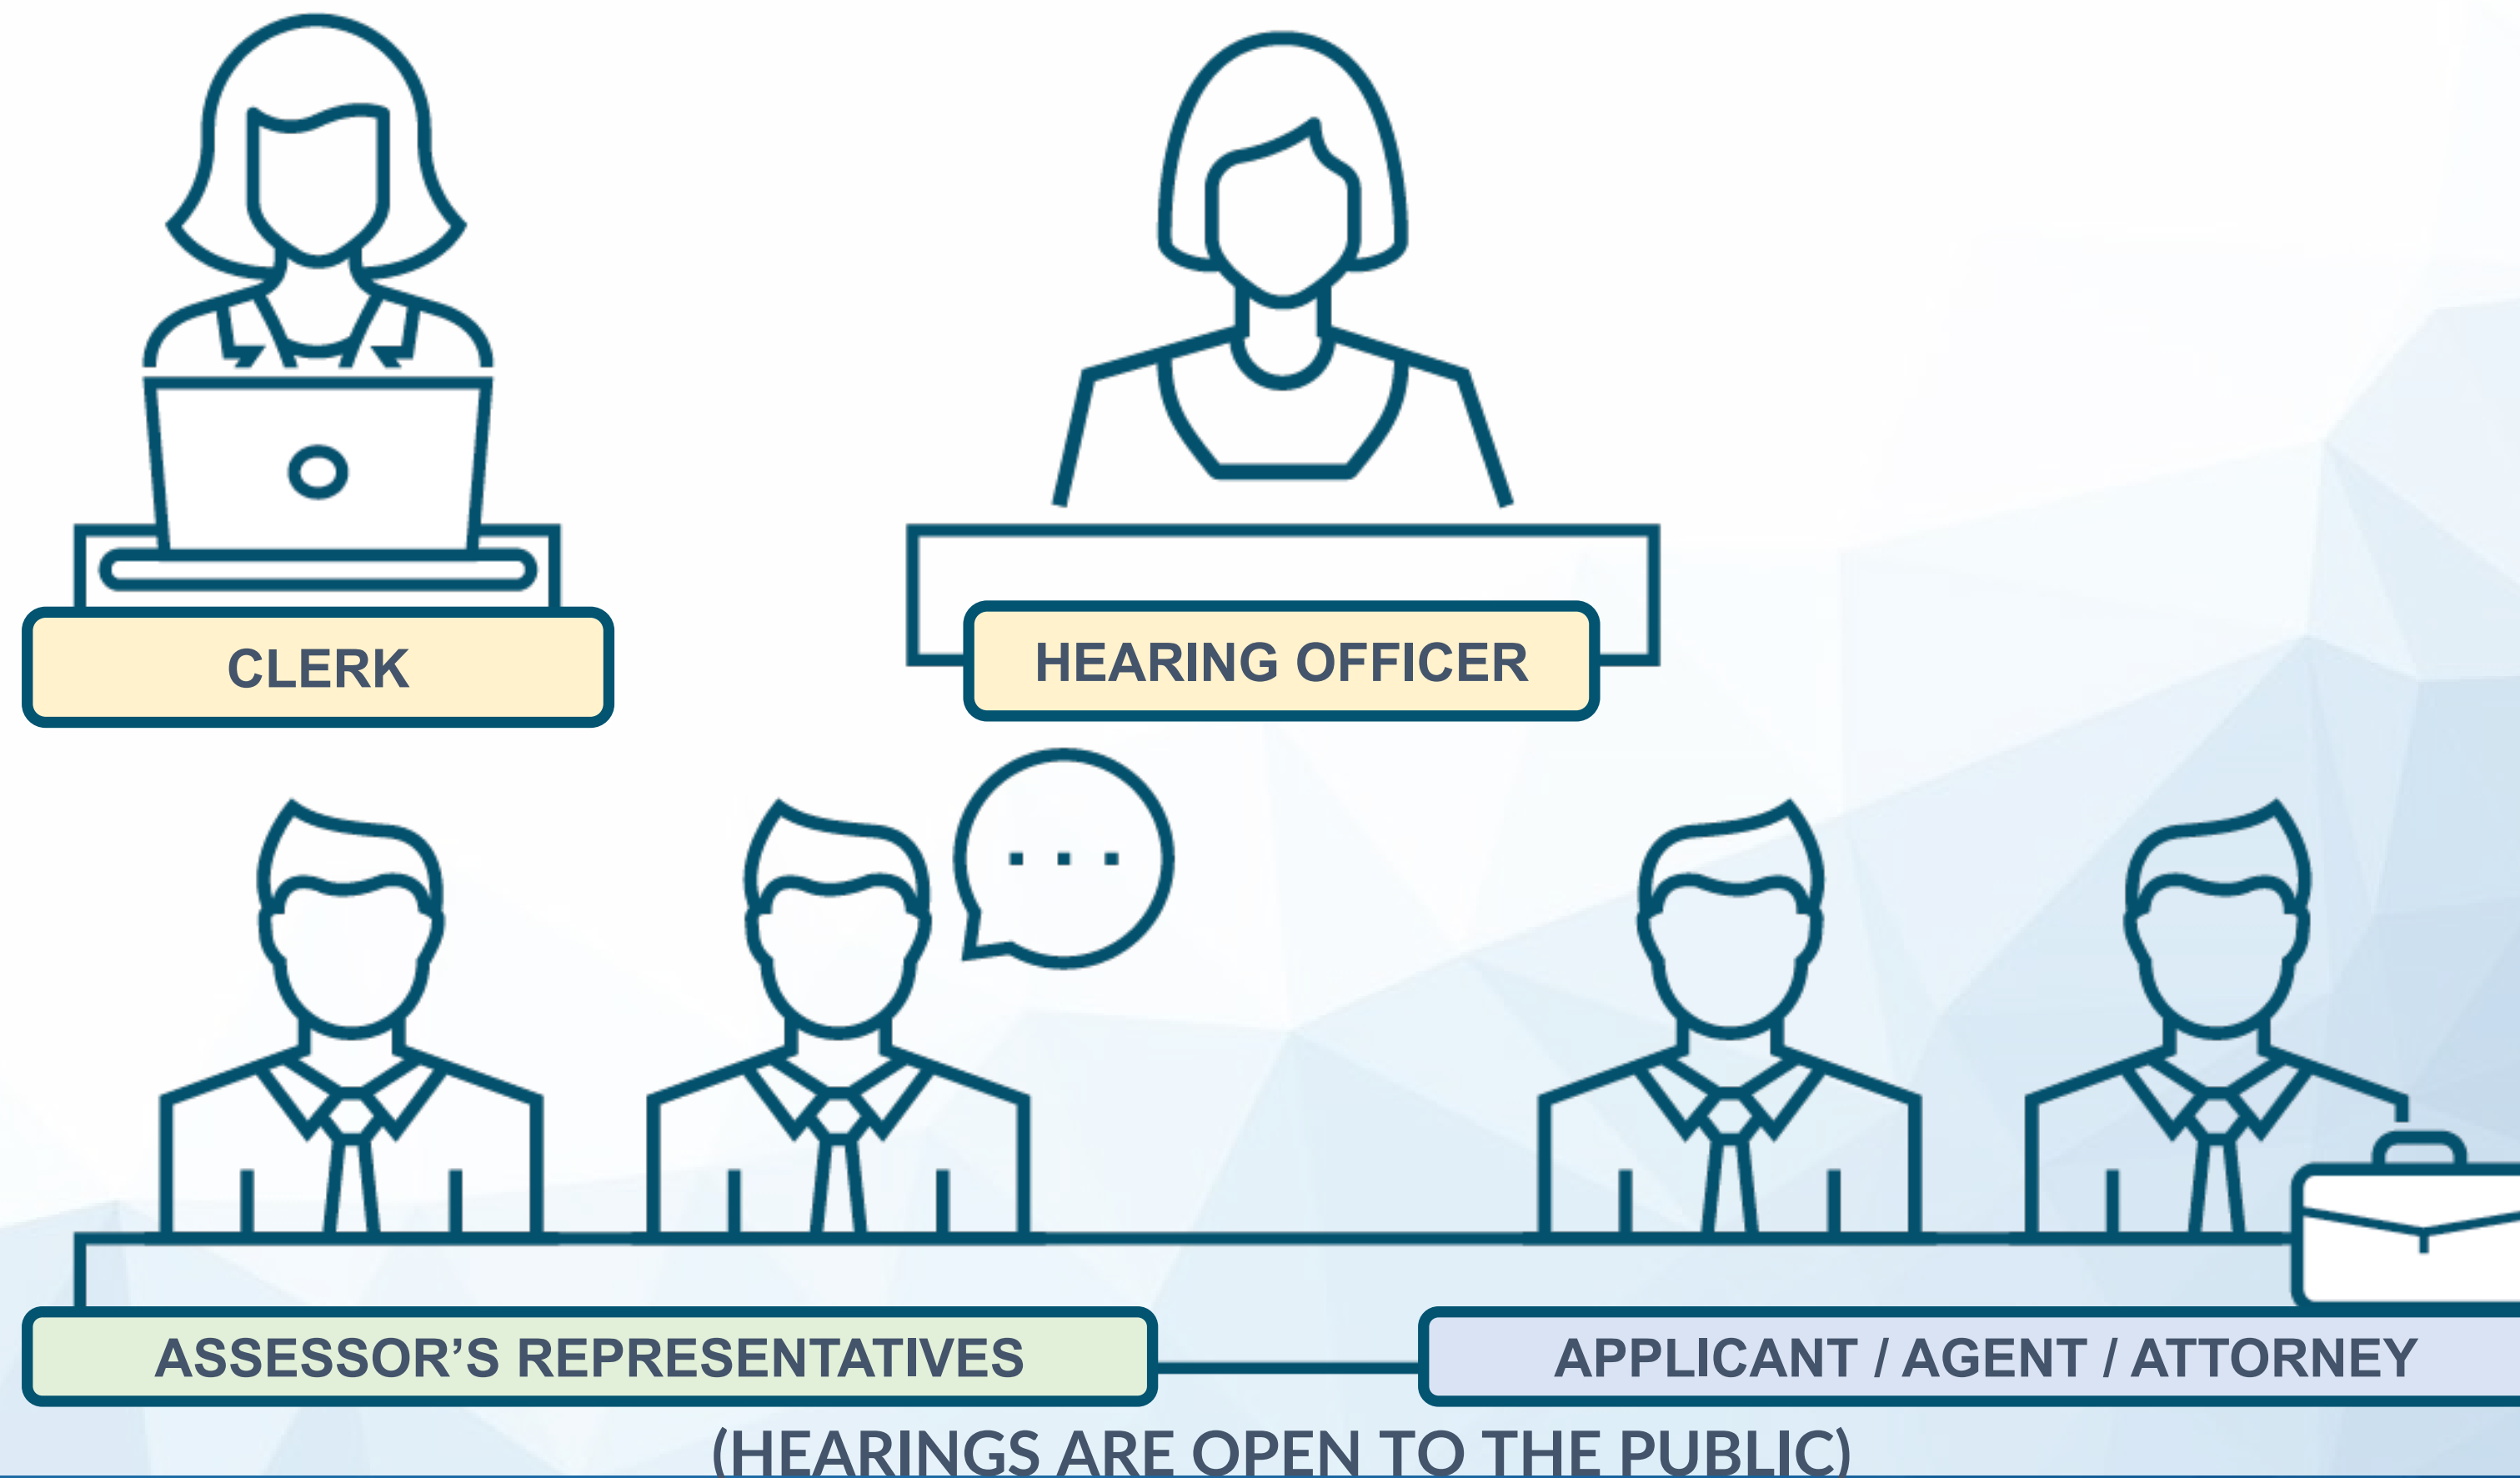 CLERK
HEARING OFFICER
ASSESSOR’S REPRESENTATIVES
APPLICANT / AGENT / ATTORNEY
(HEARINGS ARE OPEN TO THE PUBLIC)